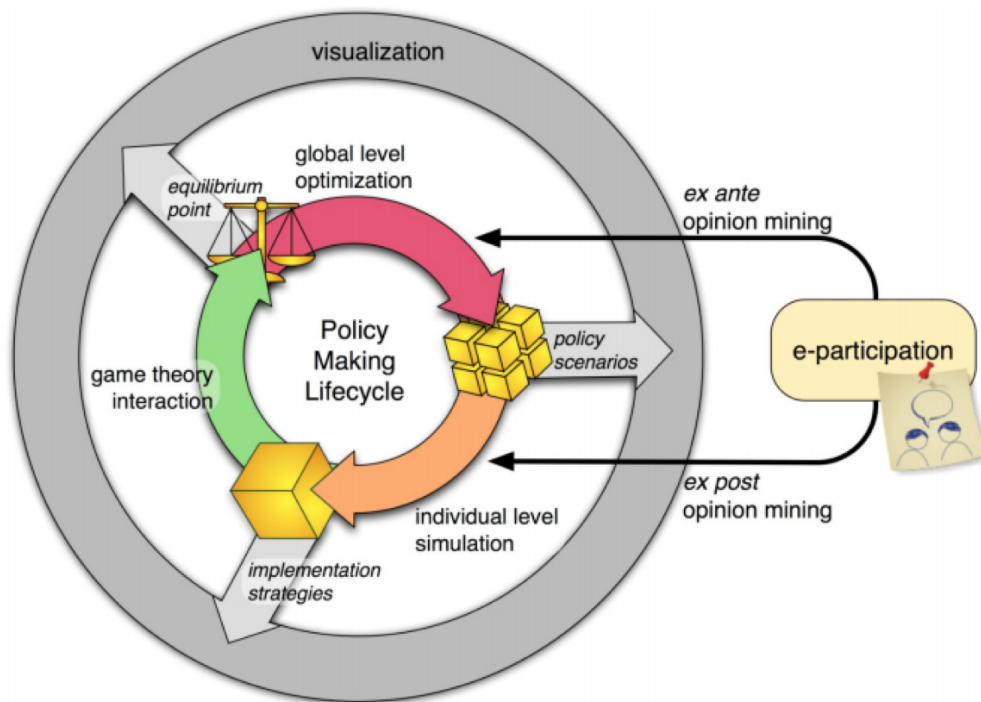 visualization
global level
optimization
equilibrium
point
ex ante
opinion mining
Policy
Making
Lifecycle
policy
scenarios
e-participation
game theory
interaction
ex post
opinion mining
individual level
simulation
implementation
strategies